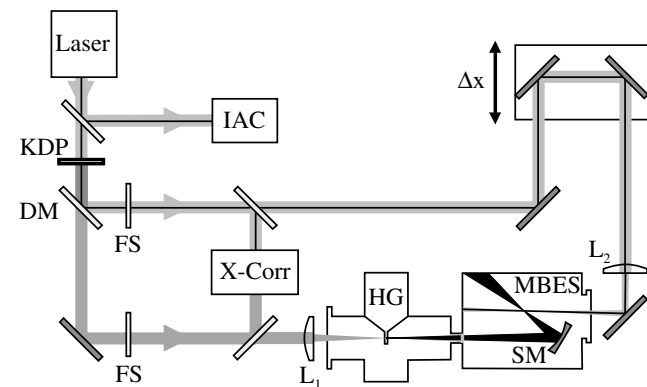 Laser
Δx
IAC
KDP
DM
FS
X-Corr
L2
HG
MBES
SM
FS
L1